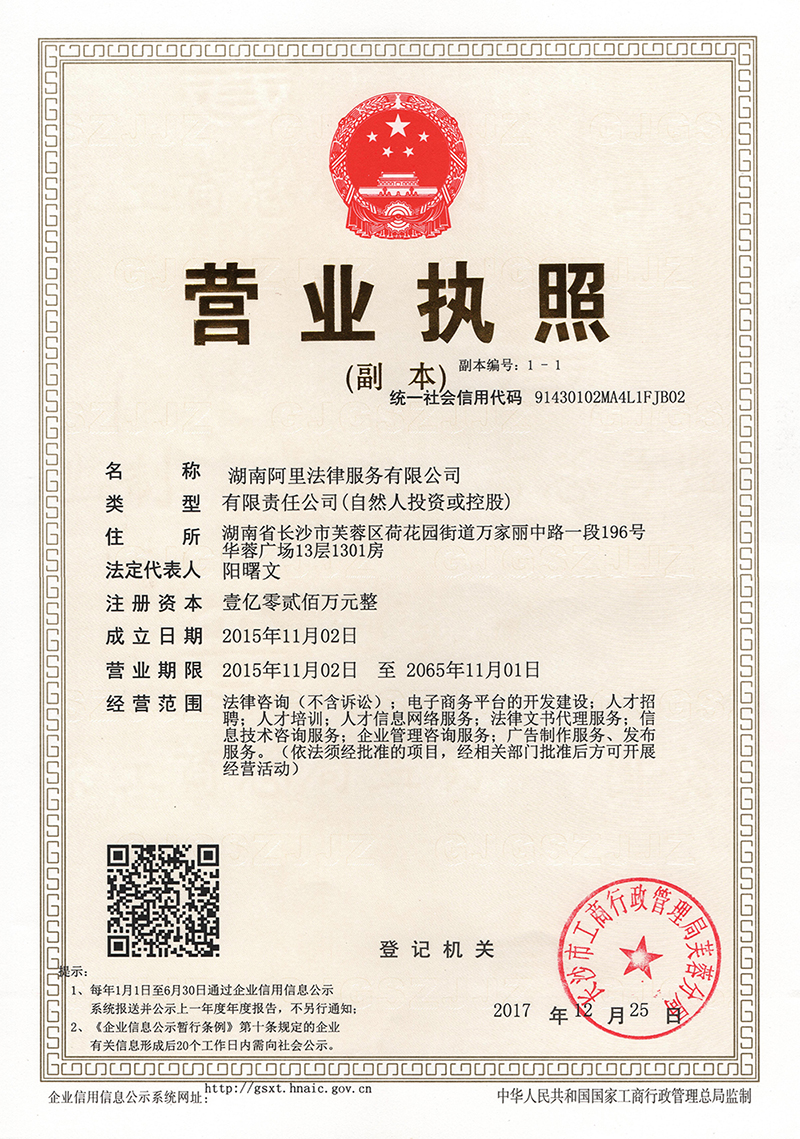 营业执照
(副 本) 副本编号：1-1
统一社会信用代码 91430102MA4L1FJB02
名称 湖南阿里法律服务有限公司
类型 有限责任公司(自然人投资或控股)
住所 湖南省长沙市芙蓉区荷花园街道万家丽中路一段196号
华蓉广场13层1301房
法定代表人 阳曙文
注册资本 壹亿零贰佰万元整
成立日期 2015年11月02日
营业期限 2015年11月02日 至 2065年11月01日
经营范围 法律咨询（不含诉讼）；电子商务平台的开发建设；人才招
聘；人才培训；人才信息网络服务；法律文书代理服务；信
息技术咨询服务；企业管理咨询服务；广告制作服务、发布
服务。（依法须经批准的项目，经相关部门批准后方可开展
经营活动）
登记机关
长沙市工商行政管理局芙蓉分局
2017 年 12 月 25 日
提示：
1、每年1月1日至6月30日通过企业信用信息公示
系统报送并公示上一年度年度报告，不另行通知；
2、《企业信息公示暂行条例》第十条规定的企业
有关信息形成后20个工作日内需向社会公示。
企业信用信息公示系统网址：http://gsxt.hnaic.gov.cn
中华人民共和国国家工商行政管理总局监制